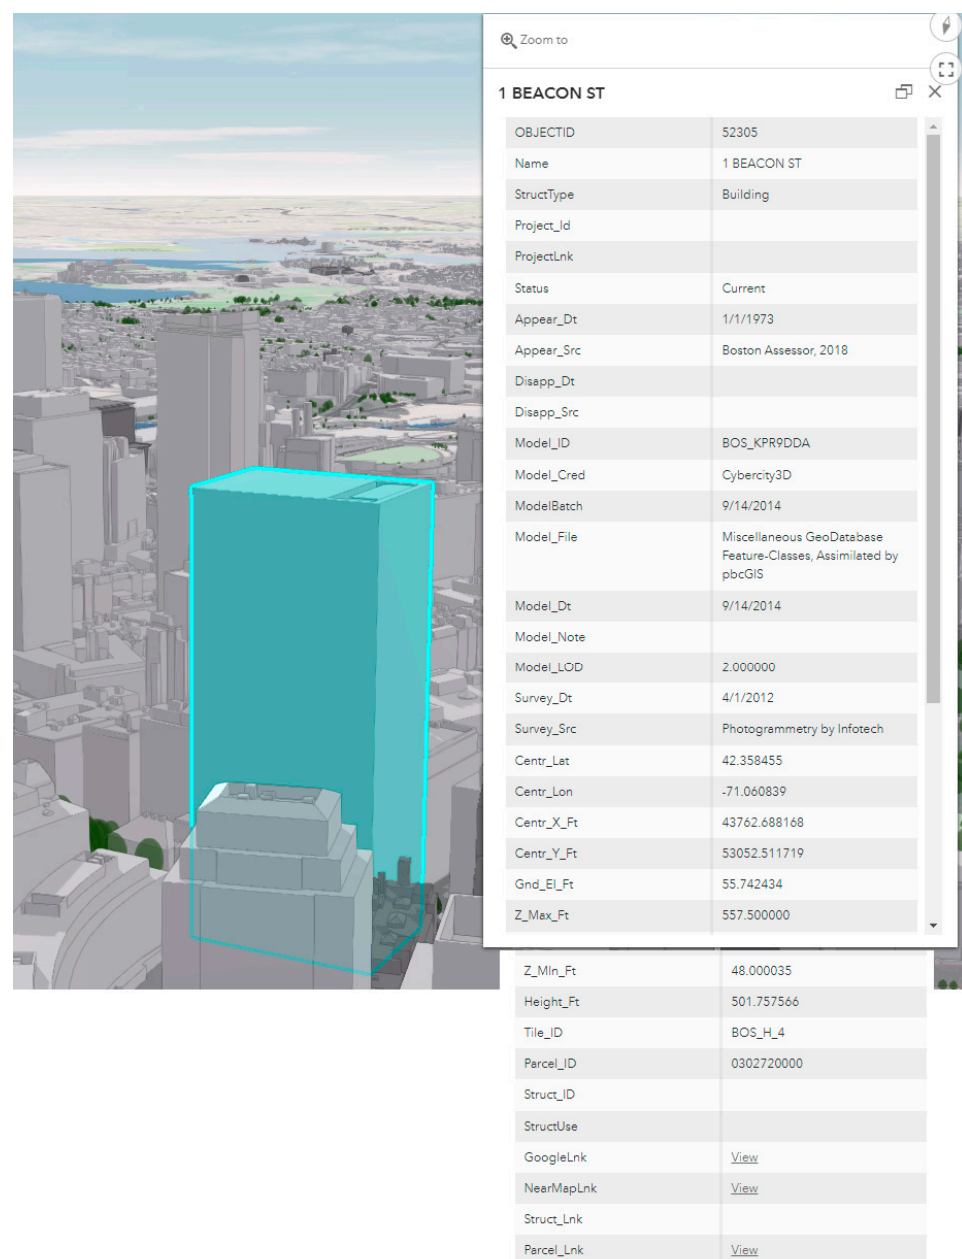 Zoom to
1 BEACON ST
OBJECTID 52305
Name 1 BEACON ST
StructType Building
Project_Id
ProjectLnk
Status Current
Appear_Dt 1/1/1973
Appear_Src Boston Assessor, 2018
Disapp_Dt
Disapp_Src
Model_ID BOS_KPR9DDA
Model_Cred Cybercity3D
ModelBatch 9/14/2014
Model_File Miscellaneous GeoDatabase
Feature-Classes, Assimilated by
pbcGIS
Model_Dt 9/14/2014
Model_Note
Model_LOD 2.000000
Survey_Dt 4/1/2012
Survey_Src Photogrammetry by Infotech
Centr_Lat 42.358455
Centr_Lon -71.060839
Centr_X_Ft 43762.688168
Centr_Y_Ft 53052.511719
Gnd_El_Ft 55.742434
Z_Max_Ft 557.500000
Z_MIn_Ft 48.000035
Height_Ft 501.757566
Tile_ID BOS_H_4
Parcel_ID 0302720000
Struct_ID
StructUse
GoogleLnk View
NearMapLnk View
Struct_Lnk
Parcel_Lnk View